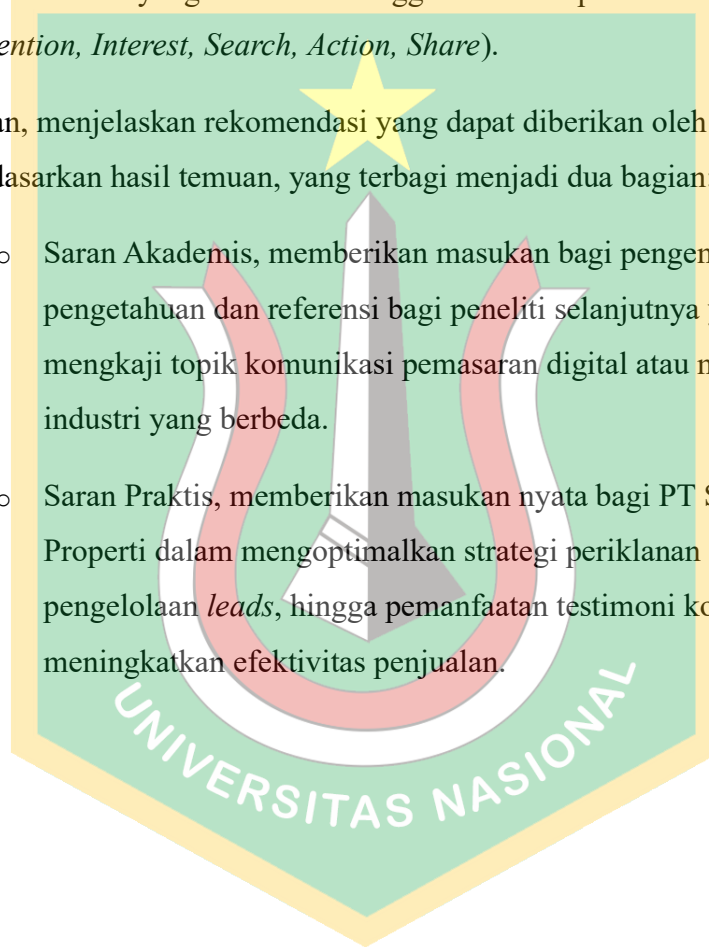 ention, Interest, Search, Action, Share).
an, menjelaskan rekomendasi yang dapat diberikan oleh
dasarkan hasil temuan, yang terbagi menjadi dua bagian:
○ Saran Akademis, memberikan masukan bagi
pengetahuan dan referensi bagi peneliti selanjutnya
mengkaji topik komunikasi pemasaran digital atau
industri yang berbeda.
○ Saran Praktis, memberikan masukan nyata bagi PT
Properti dalam mengoptimalkan strategi periklanan
pengelolaan leads, hingga pemanfaatan testimoni
meningkatkan efektivitas penjualan.
UNIVERSITAS NASIONAL